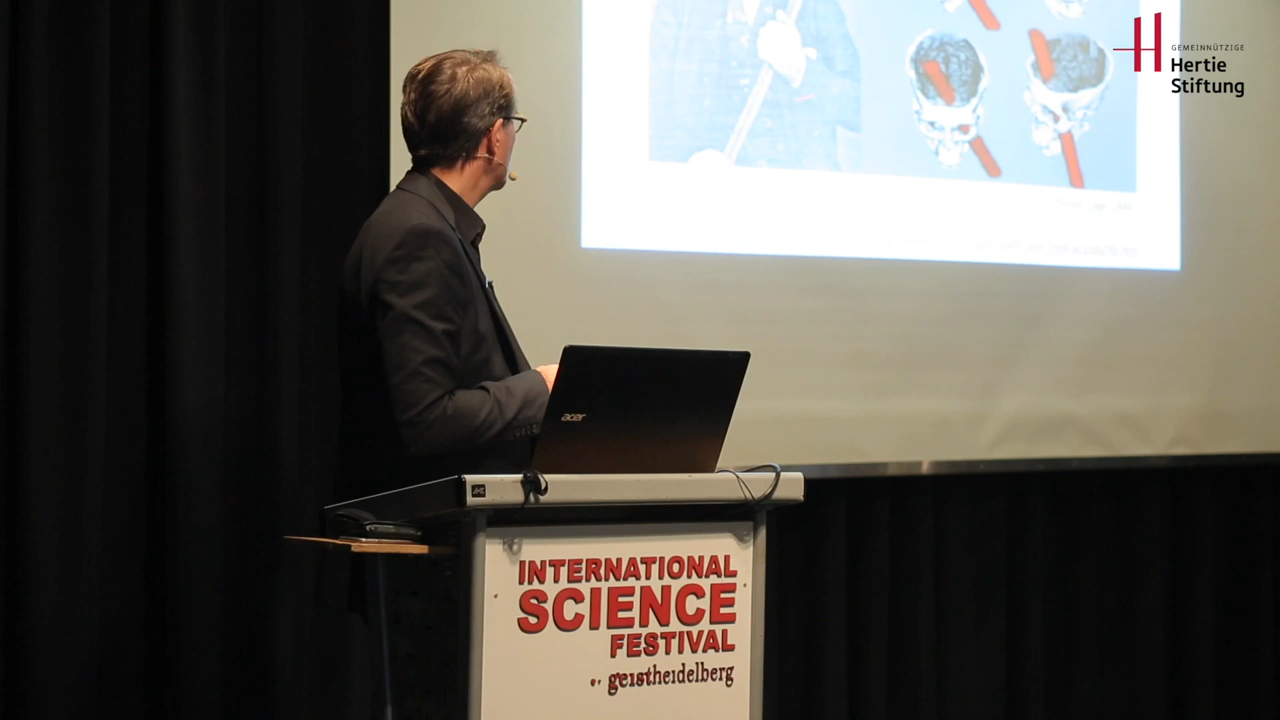 GEMEINNÜTZIGE
Hertie
Stiftung
acer
INTERNATIONAL
SCIENCE
FESTIVAL
geistheidelberg